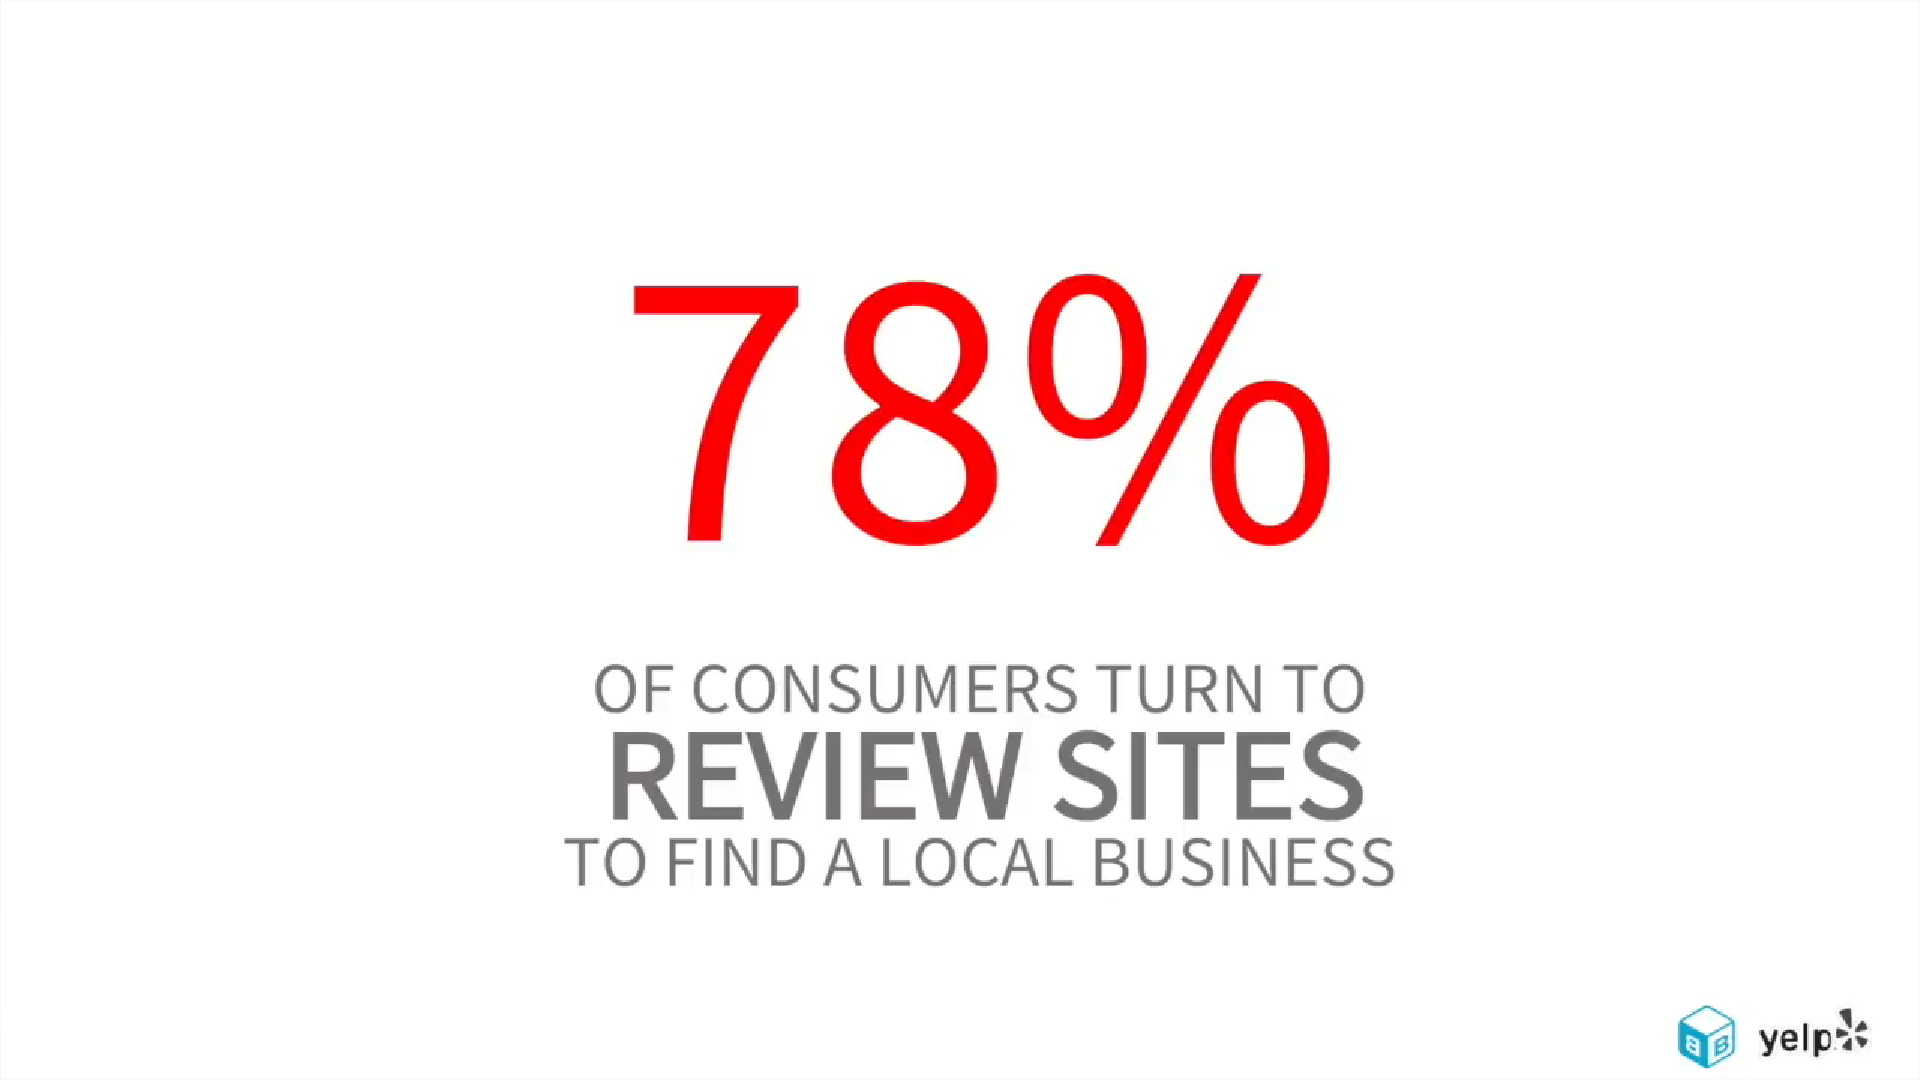 78%
OF CONSUMERS TURN TO
REVIEW SITES
TO FIND A LOCAL BUSINESS
B B
yelp